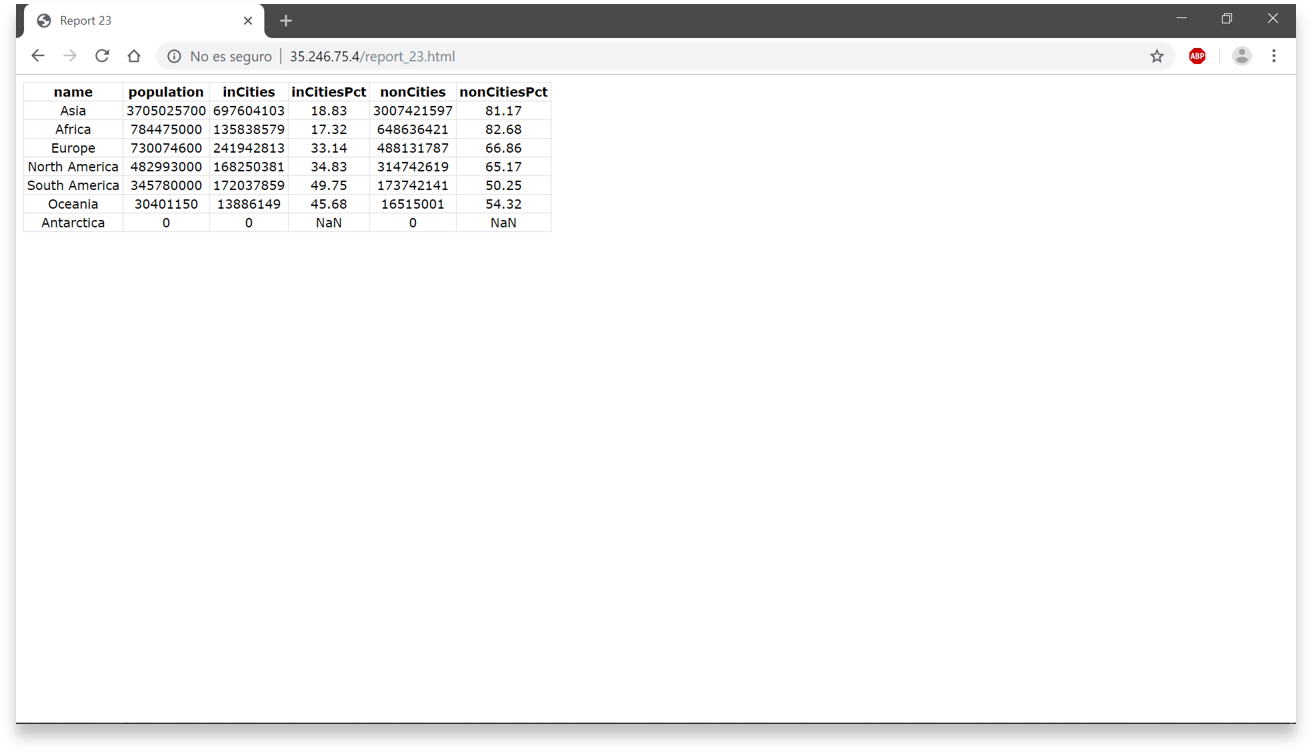 Report 23
No es seguro | 35.246.75.4/report_23.html
ABP
name population inCities inCitiesPct nonCities nonCitiesPct
Asia 3705025700 697604103 18.83 3007421597 81.17
Africa 784475000 135838579 17.32 648636421 82.68
Europe 730074600 241942813 33.14 488131787 66.86
North America 482993000 168250381 34.83 314742619 65.17
South America 345780000 172037859 49.75 173742141 50.25
Oceania 30401150 13886149 45.68 16515001 54.32
Antarctica 0 0 NaN 0 NaN